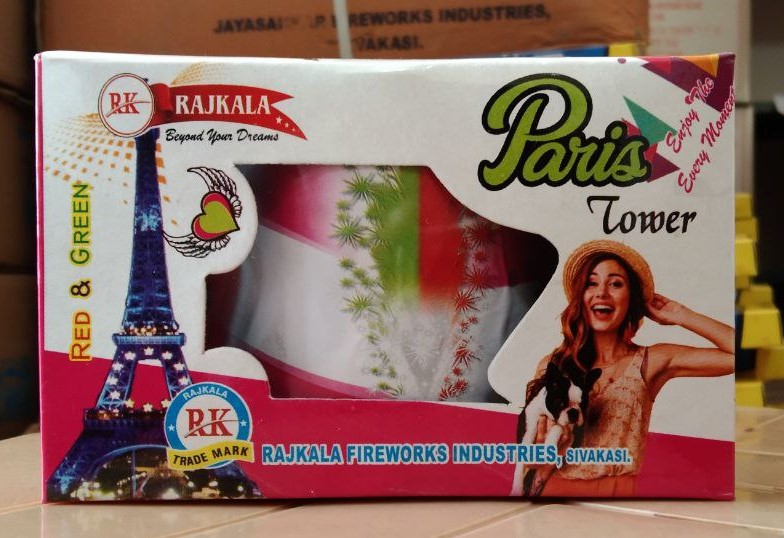 FIREWORKS INDUSTRIES,
RK
RAJKALA
Beyond Your Dreams
Paris
Tower
Enjoy The
Every Moment
RED & GREEN
RAJKALA
RK
TRADE MARK
RAJKALA FIREWORKS INDUSTRIES, SIVAKASI.